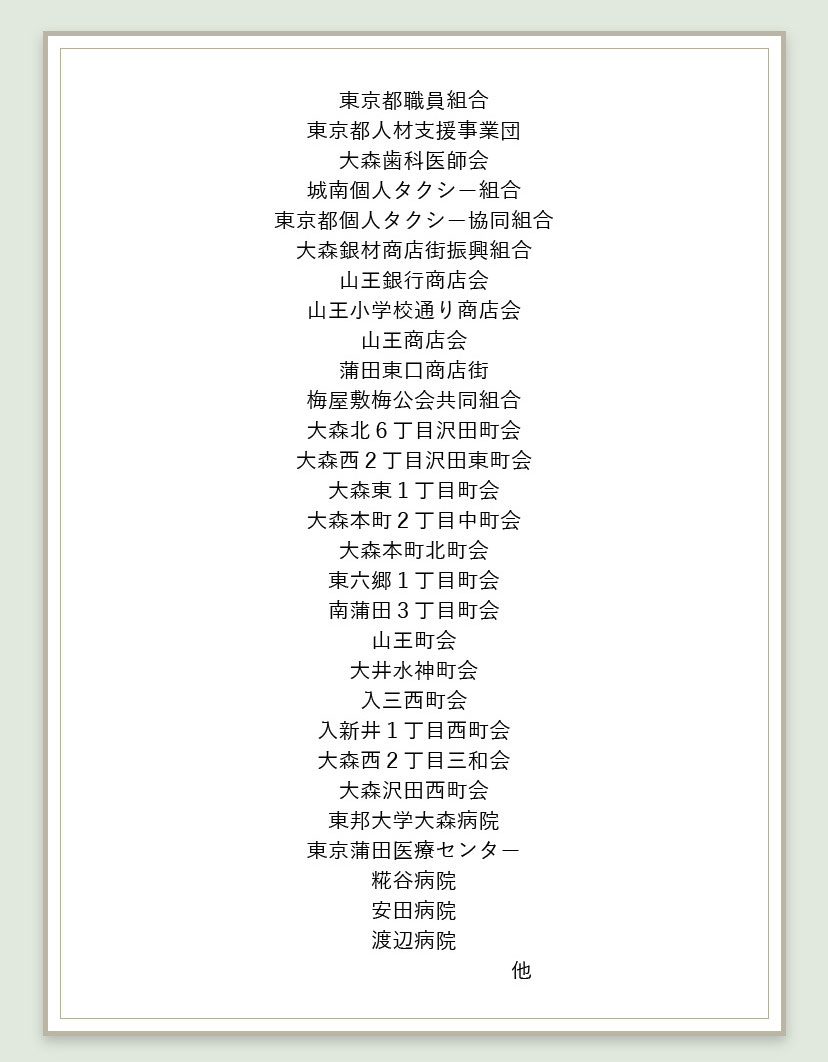 東京都職員組合
東京都人材支援事業団
大森歯科医師会
城南個人タクシー組合
東京都個人タクシー協同組合
大森銀材商店街振興組合
山王銀行商店会
山王小学校通り商店会
山王商店会
蒲田東口商店街
梅屋敷梅公会共同組合
大森北６丁目沢田町会
大森西２丁目沢田東町会
大森東１丁目町会
大森本町２丁目中町会
大森本町北町会
東六郷１丁目町会
南蒲田３丁目町会
山王町会
大井水神町会
入三西町会
入新井１丁目西町会
大森西２丁目三和会
大森沢田西町会
東邦大学大森病院
東京蒲田医療センター
糀谷病院
安田病院
渡辺病院
他